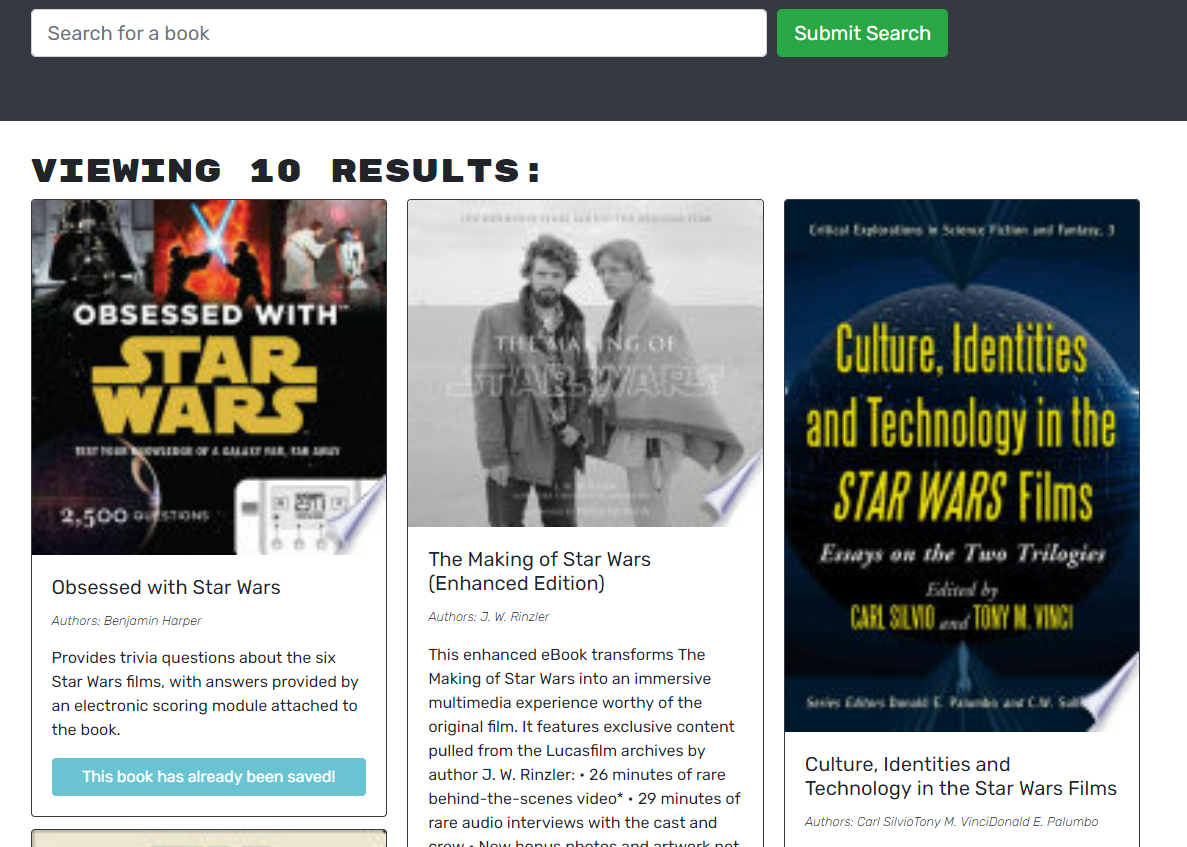 Search for a book
Submit Search
VIEWING 10 RESULTS:
OBSESSED WITH™
STAR
WARS
TEST YOUR KNOWLEDGE OF A GALAXY FAR, FAR AWAY
2,500 QUESTIONS
Obsessed with Star Wars
Authors: Benjamin Harper
Provides trivia questions about the six
Star Wars films, with answers provided by
an electronic scoring module attached to
the book.
This book has already been saved!
THE MAKING OF
STAR WARS
The Making of Star Wars
(Enhanced Edition)
Authors: J. W. Rinzler
This enhanced eBook transforms The
Making of Star Wars into an immersive
multimedia experience worthy of the
original film. It features exclusive content
pulled from the Lucasfilm archives by
author J. W. Rinzler: • 26 minutes of rare
behind-the-scenes video* • 29 minutes of
rare audio interviews with the cast and
crew • New bonus photos and artwork not
Critical Explorations in Science Fiction and Fantasy, 3
Culture, Identities
and Technology in the
STAR WARS Films
Essays on the Two Trilogies
Edited by
CARL SILVIO and TONY M. VINCI
Series Editors Donald E. Palumbo and C.W.
Culture, Identities and
Technology in the Star Wars Films
Authors: Carl SilvioTony M. VinciDonald E. Palumbo